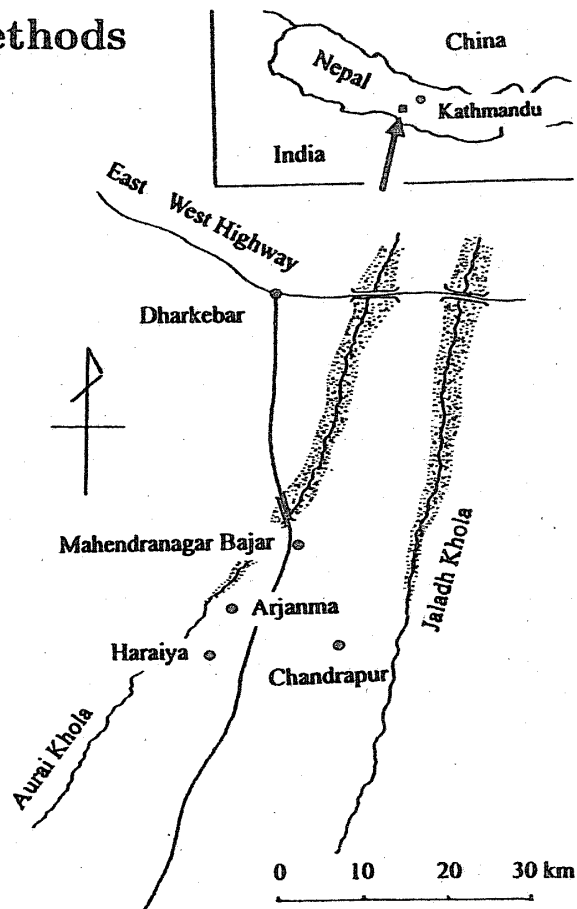 ethods
China
Nepal
Kathmandu
India
East West Highway
Dharkebar
Mahendranagar Bajar
Arjanma
Haraiya
Chandrapur
Jaladh Khola
Aurai Khola
0 10 20 30 km